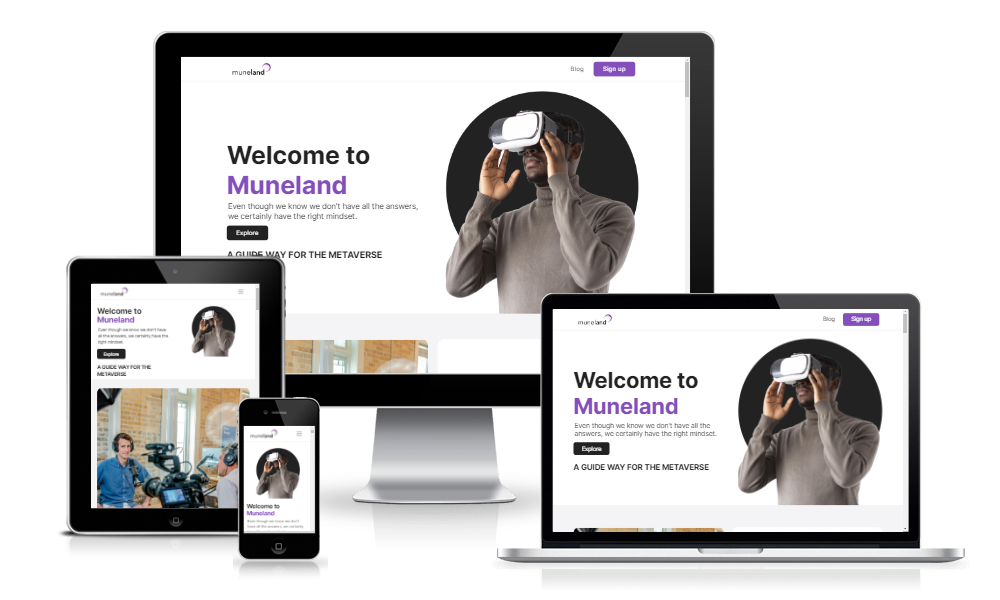 muneland
Blog
Sign up
Welcome to
Muneland
Even though we know we don't have all the answers,
we certainly have the right mindset.
Explore
A GUIDE WAY FOR THE METAVERSE
muneland
Welcome to
Muneland
Even though we know we don't have
all the answers, we certainly have the
right mindset.
Explore
A GUIDE WAY FOR THE
METAVERSE
muneland
Welcome to
Muneland
Even though we know we don't
have all the answers, we certainly
muneland
Blog
Sign up
Welcome to
Muneland
Even though we know we don't have all the
answers, we certainly have the right mindset.
Explore
A GUIDE WAY FOR THE METAVERSE